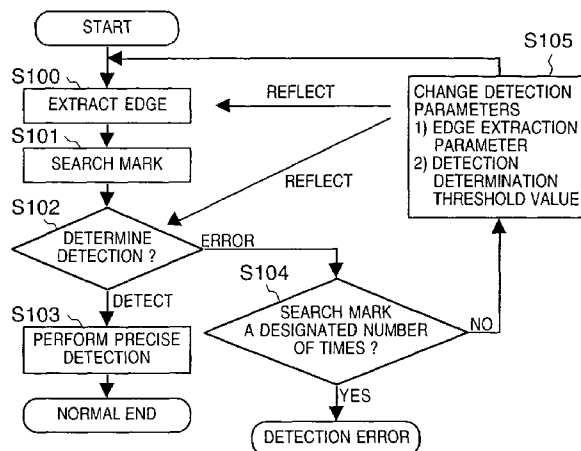 START
S100
EXTRACT EDGE
S101
SEARCH MARK
S102
DETERMINE
DETECTION ?
ERROR
DETECT
S103
PERFORM PRECISE
DETECTION
NORMAL END
REFLECT
REFLECT
S105
CHANGE DETECTION
PARAMETERS
1) EDGE EXTRACTION
PARAMETER
2) DETECTION
DETERMINATION
THRESHOLD VALUE
S104
SEARCH MARK
A DESIGNATED NUMBER
OF TIMES ?
NO
YES
DETECTION ERROR